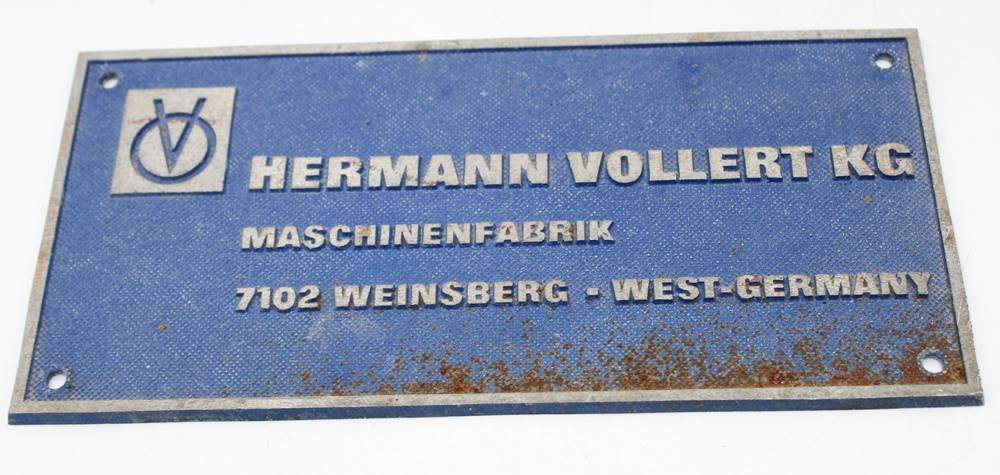 V
HERMANN VOLLERT KG
MASCHINENFABRIK
7102 WEINSBERG - WEST-GERMANY